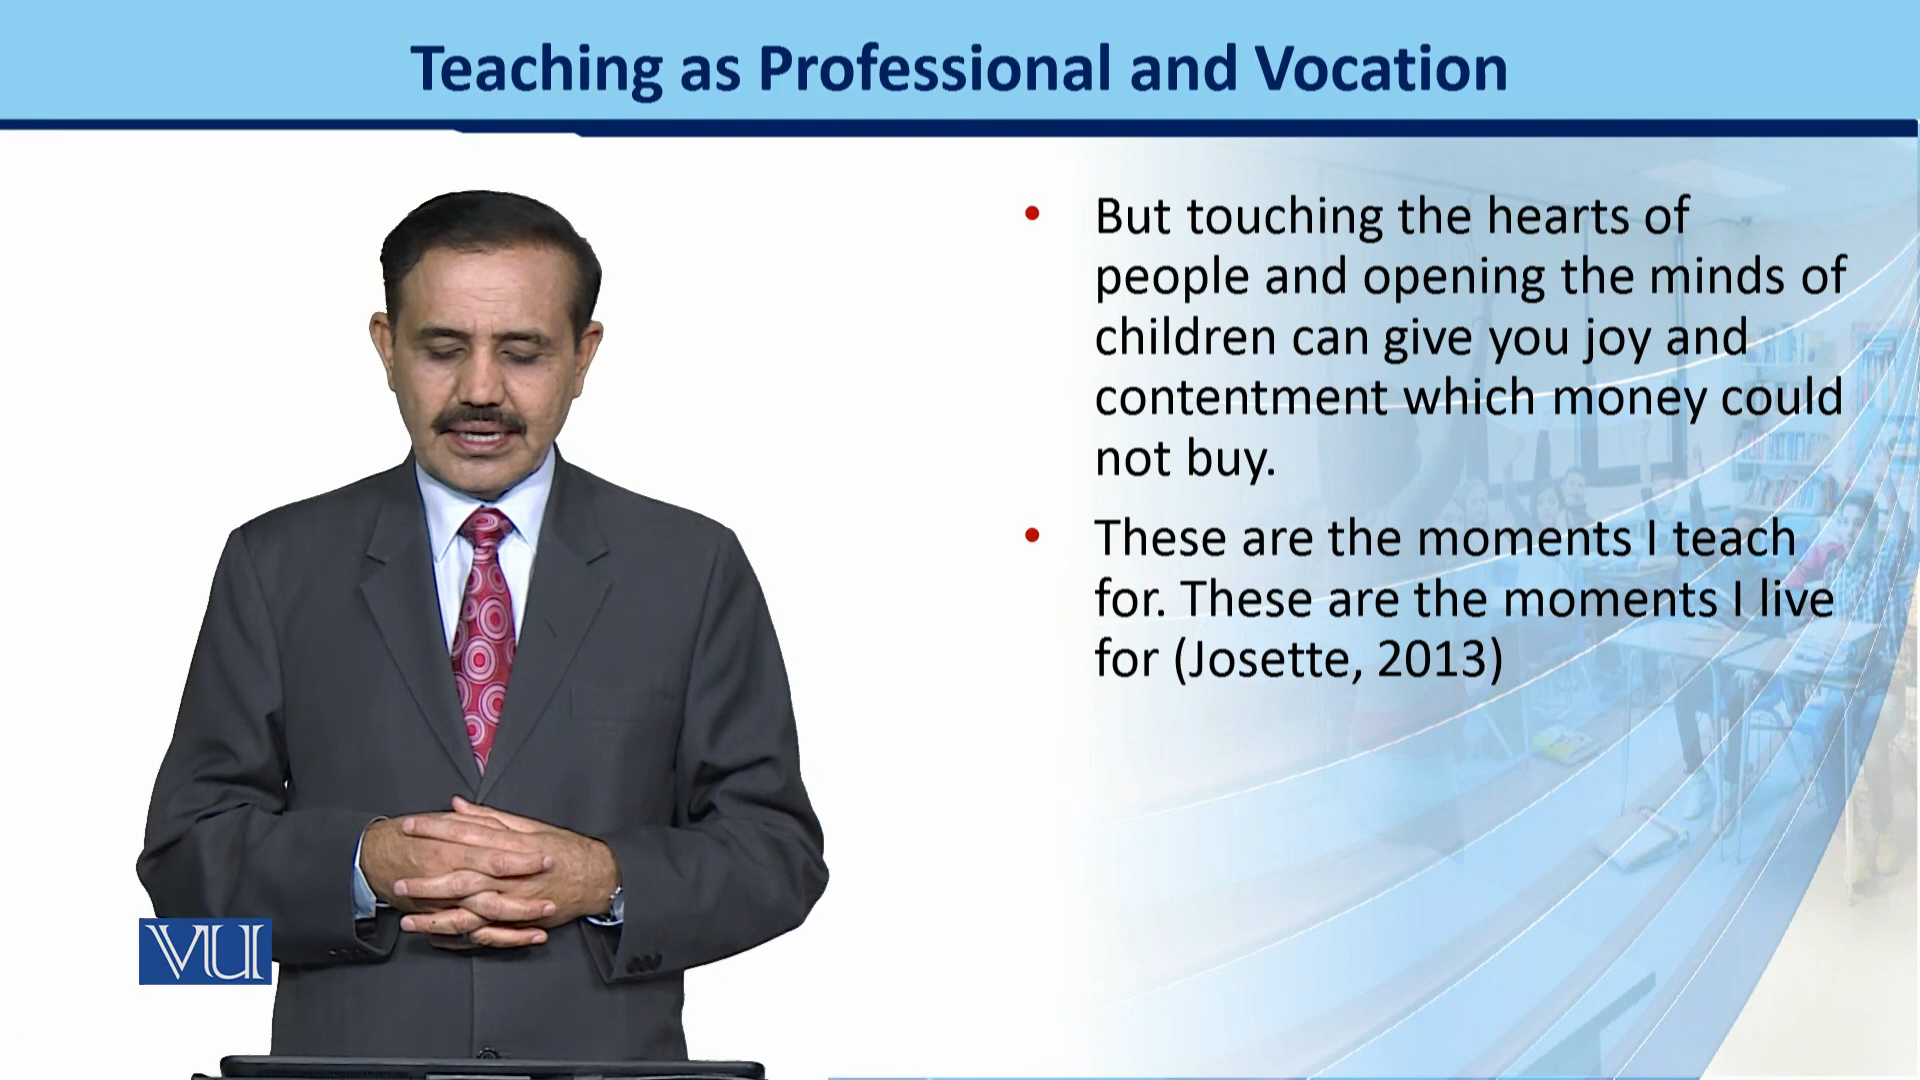 Teaching as Professional and Vocation
• But touching the hearts of
people and opening the minds of
children can give you joy and
contentment which money could
not buy.
• These are the moments I teach
for. These are the moments I live
for (Josette, 2013)
VU